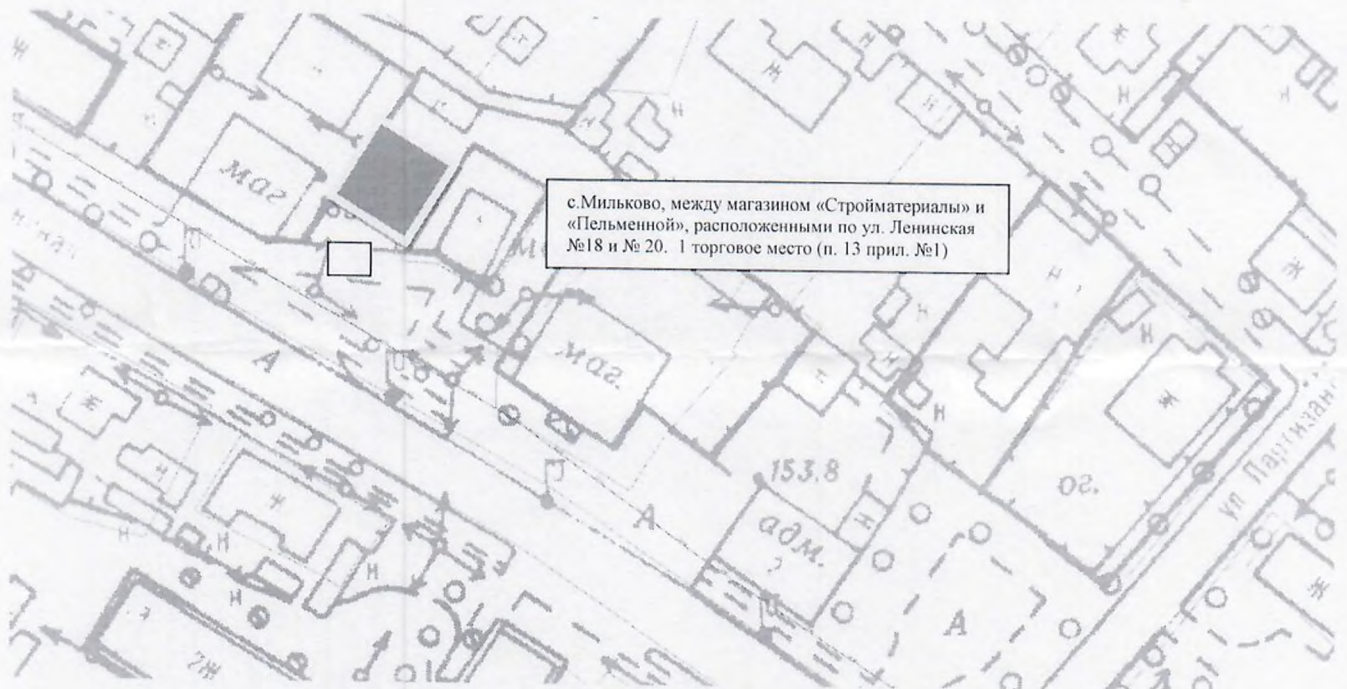 Ж
маг
с.Мильково, между магазином «Стройматериалы» и
«Пельменной», расположенными по ул. Ленинская
№18 и № 20.  1 торговое место (п. 13 прил. №1)
Ж
Н
Н
Н
Ж
маг.
А
Ж
Н
Н
153.8
ог.
ул Партизан
Ж
А
адм.
Н
Ж
Н
Н
Н
А
2Ж
Ж